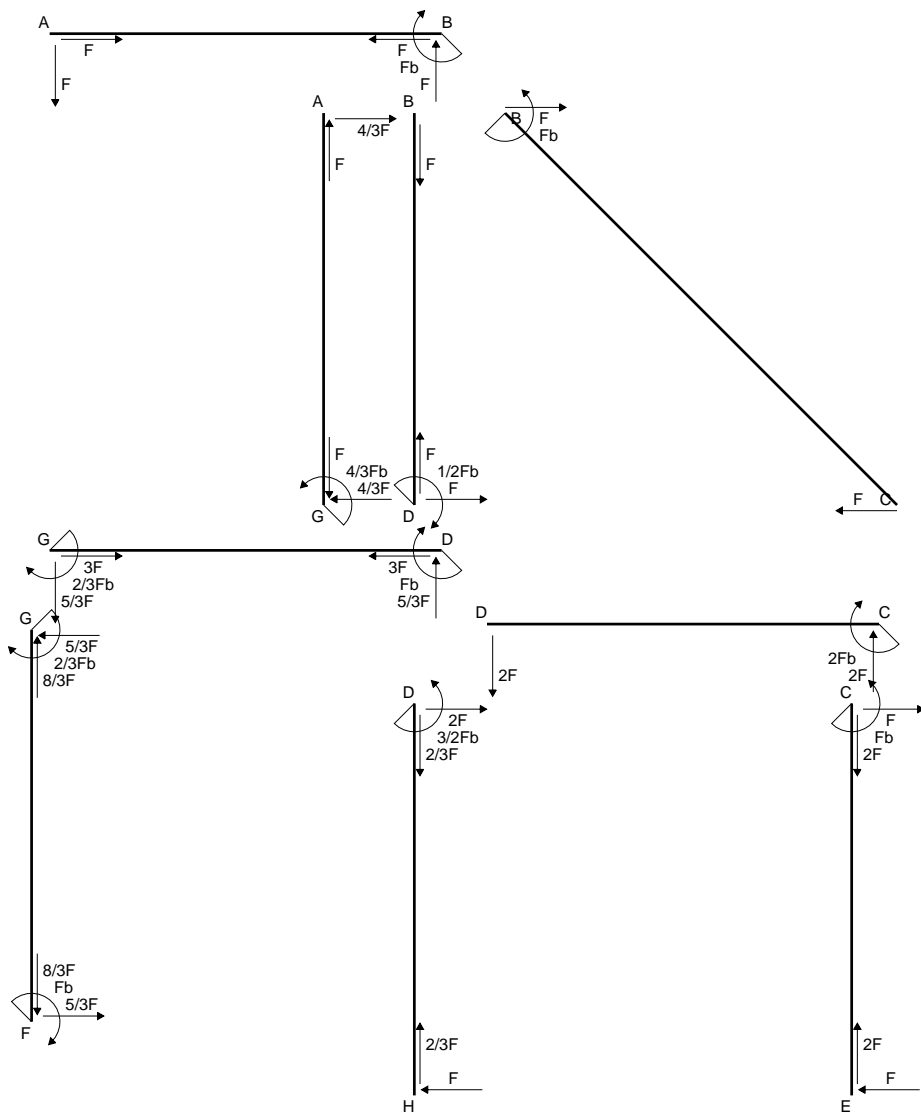 A B
F F
Fb
F F
A B
4/3F
F F
B F
Fb
F F
4/3Fb 1/2Fb
4/3F F
G D
F C
G D
3F 3F
2/3Fb Fb
5/3F 5/3F
G
5/3F
2/3Fb
8/3F
D C
2Fb
2F 2F
D C
2F F
3/2Fb Fb
2/3F 2F
8/3F
Fb
5/3F
F
2/3F 2F
F F
H E